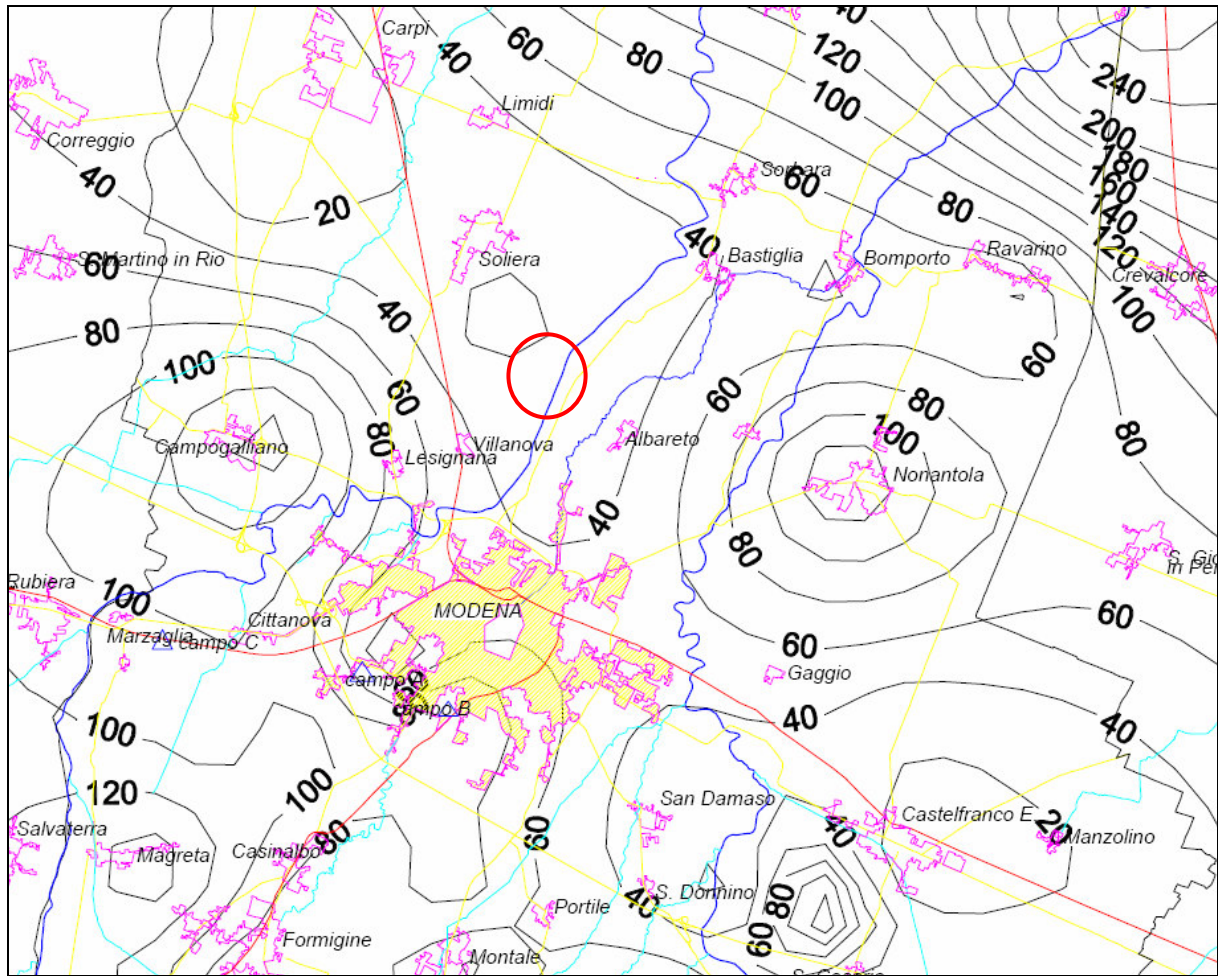 40
Carpi
60
80
120
100
240
200
180
160
140
120
100
Limidi
Correggio
40
20
Sorbara
60
80
40
S. Martino in Rio
60
Soliera
Bastiglia
Bomporto
Ravarino
Crevalcore
40
80
100
60
60
60
80
80
100
80
Campogalliano
Lesignana
Villanova
Albareto
Nonantola
40
80
Rubiera
100
Cittanova
MODENA
Marzaglia
campo C
60
60
Gaggio
campo A
campo B
40
40
100
120
100
80
60
San Damaso
Castelfranco E.
40
20
Manzolino
Salvaterra
Magreta
Casinalbo
S. Donnino
40
80
60
Portile
Formigine
Montale